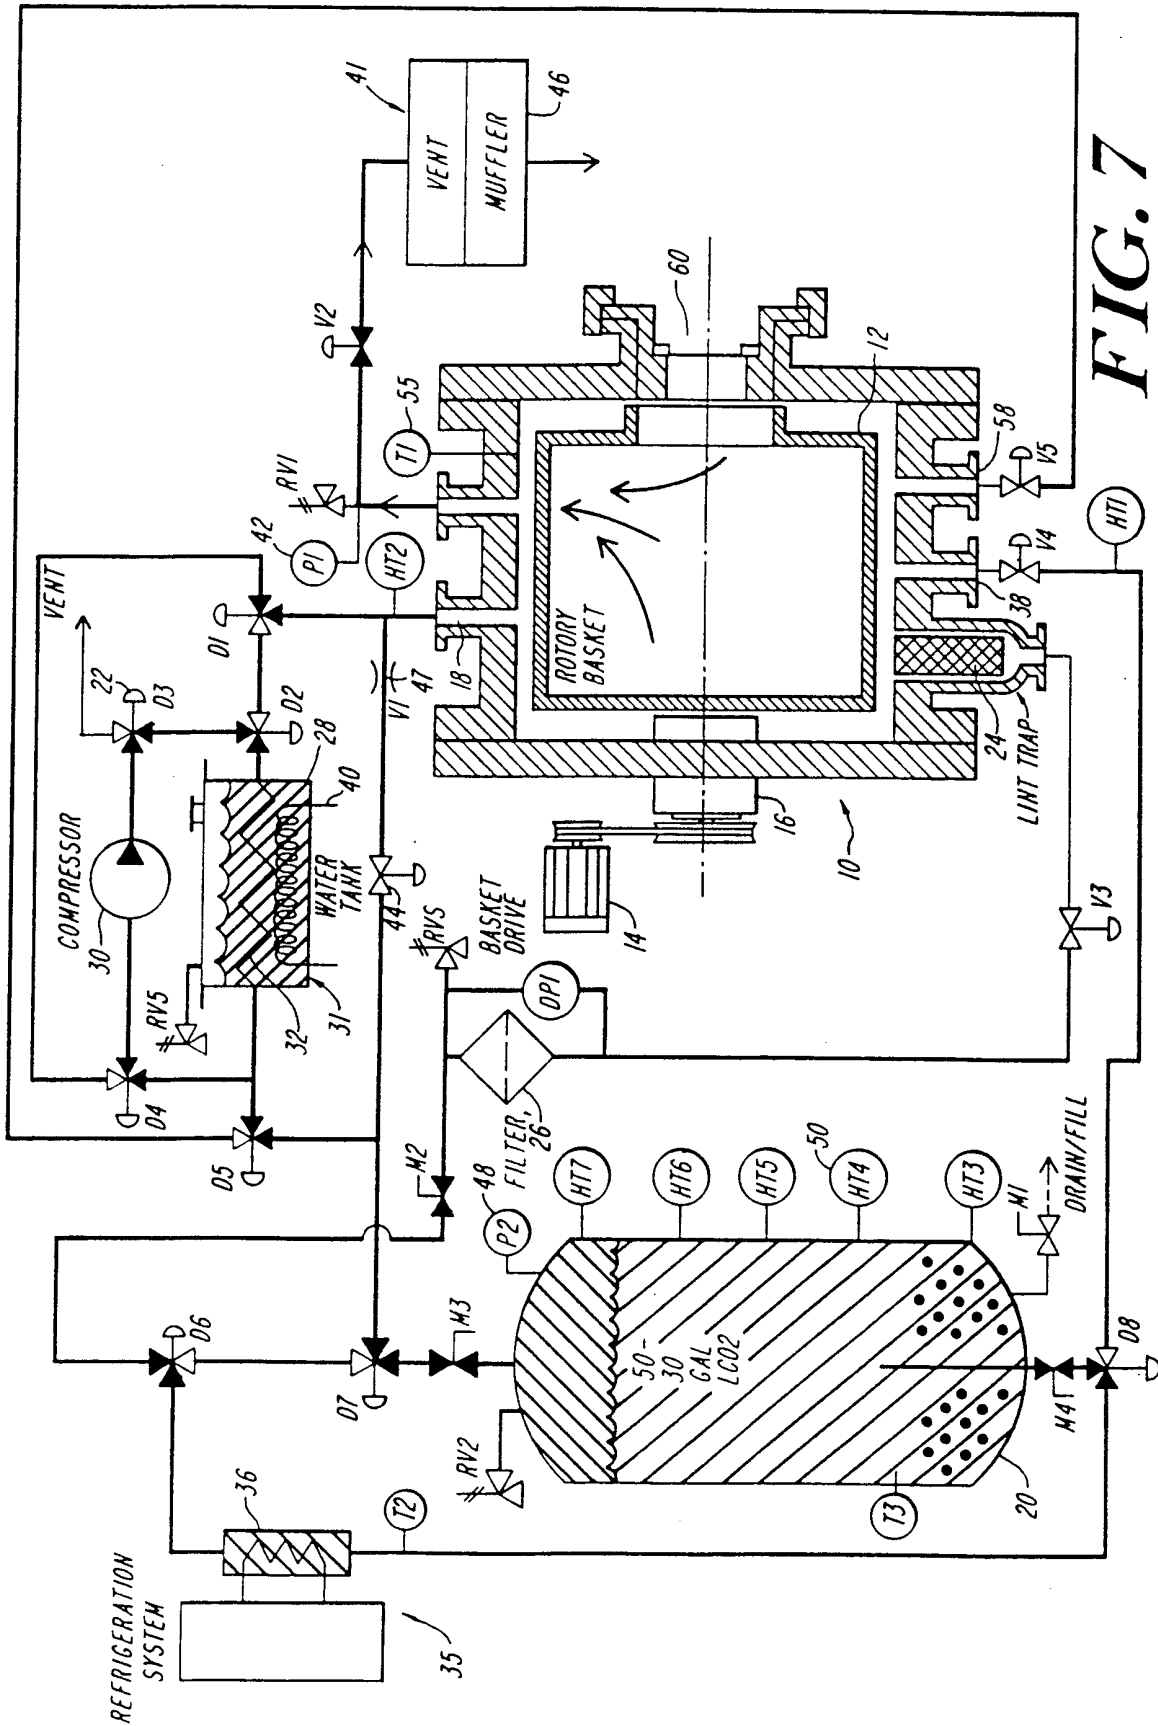 REFRIGERATION
SYSTEM
35
36
T2
D6
D7
M3
RV2
P2
48
HT7
HT6
HT5
HT4
50
HT3
M1
DRAIN/FILL
50-
30
GAL
LCO2
T3
20
M4
D8
M2
FILTER,
26
DP1
RVS
D5
D4
RV5
32
31
WATER
TANK
COMPRESSOR
30
28
40
44
VENT
22
D3
D2
D1
V1
47
18
HT2
P1
42
RV1
T1
55
V2
VENT
MUFFLER
41
46
BASKET
DRIVE
14
16
10
ROTORY
BASKET
12
60
24
LINT TRAP
38
58
V3
V4
V5
HT1
FIG. 7